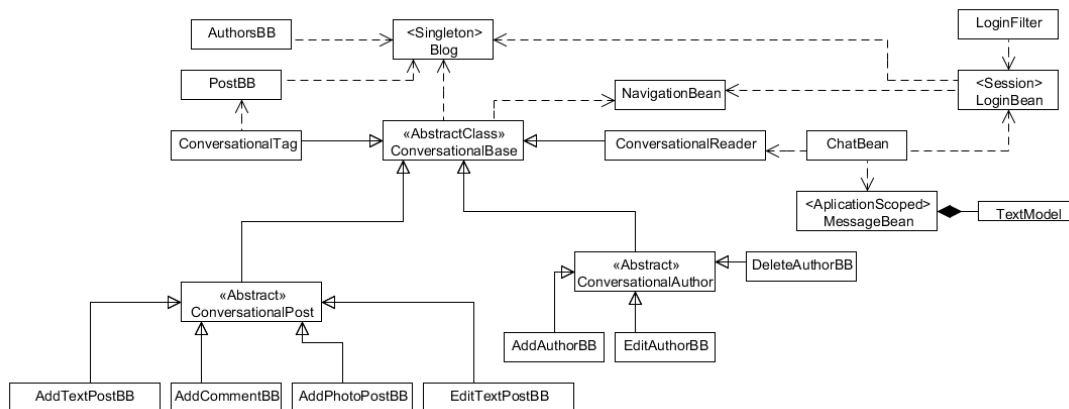 AuthorsBB
<Singleton>
Blog
LoginFilter
PostBB
NavigationBean
<Session>
LoginBean
ConversationalTag
«AbstractClass»
ConversationalBase
ConversationalReader
ChatBean
<AplicationScoped>
MessageBean
TextModel
«Abstract»
ConversationalAuthor
DeleteAuthorBB
«Abstract»
ConversationalPost
AddAuthorBB
EditAuthorBB
AddTextPostBB
AddCommentBB
AddPhotoPostBB
EditTextPostBB